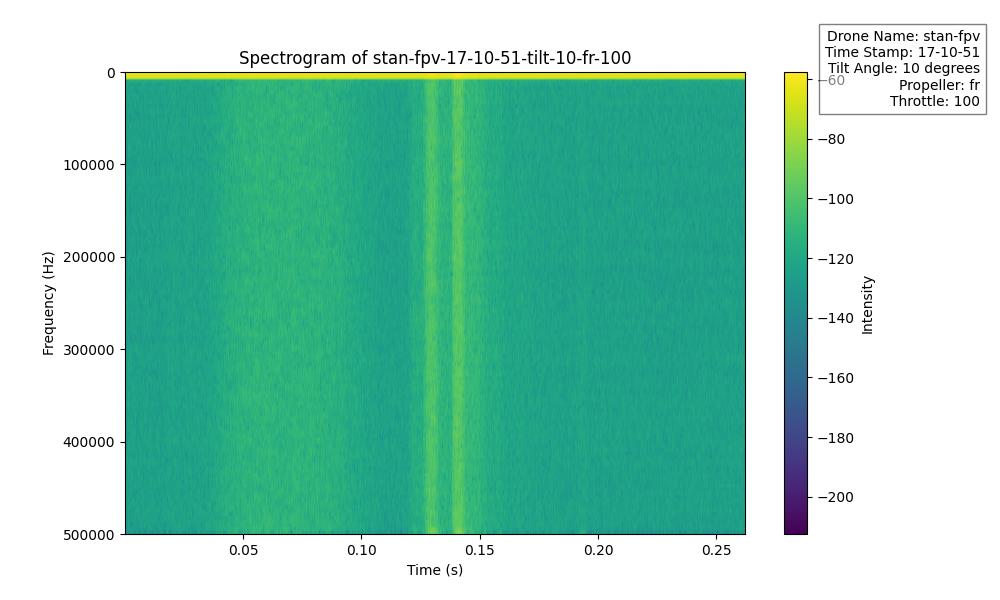 Spectrogram of stan-fpv-17-10-51-tilt-10-fr-100
Drone Name: stan-fpv
Time Stamp: 17-10-51
Tilt Angle: 10 degrees
Propeller: fr
Throttle: 100
0
100000
200000
300000
400000
500000
Frequency (Hz)
0.05
0.10
0.15
0.20
0.25
Time (s)
−60
−80
−100
−120
−140
−160
−180
−200
Intensity